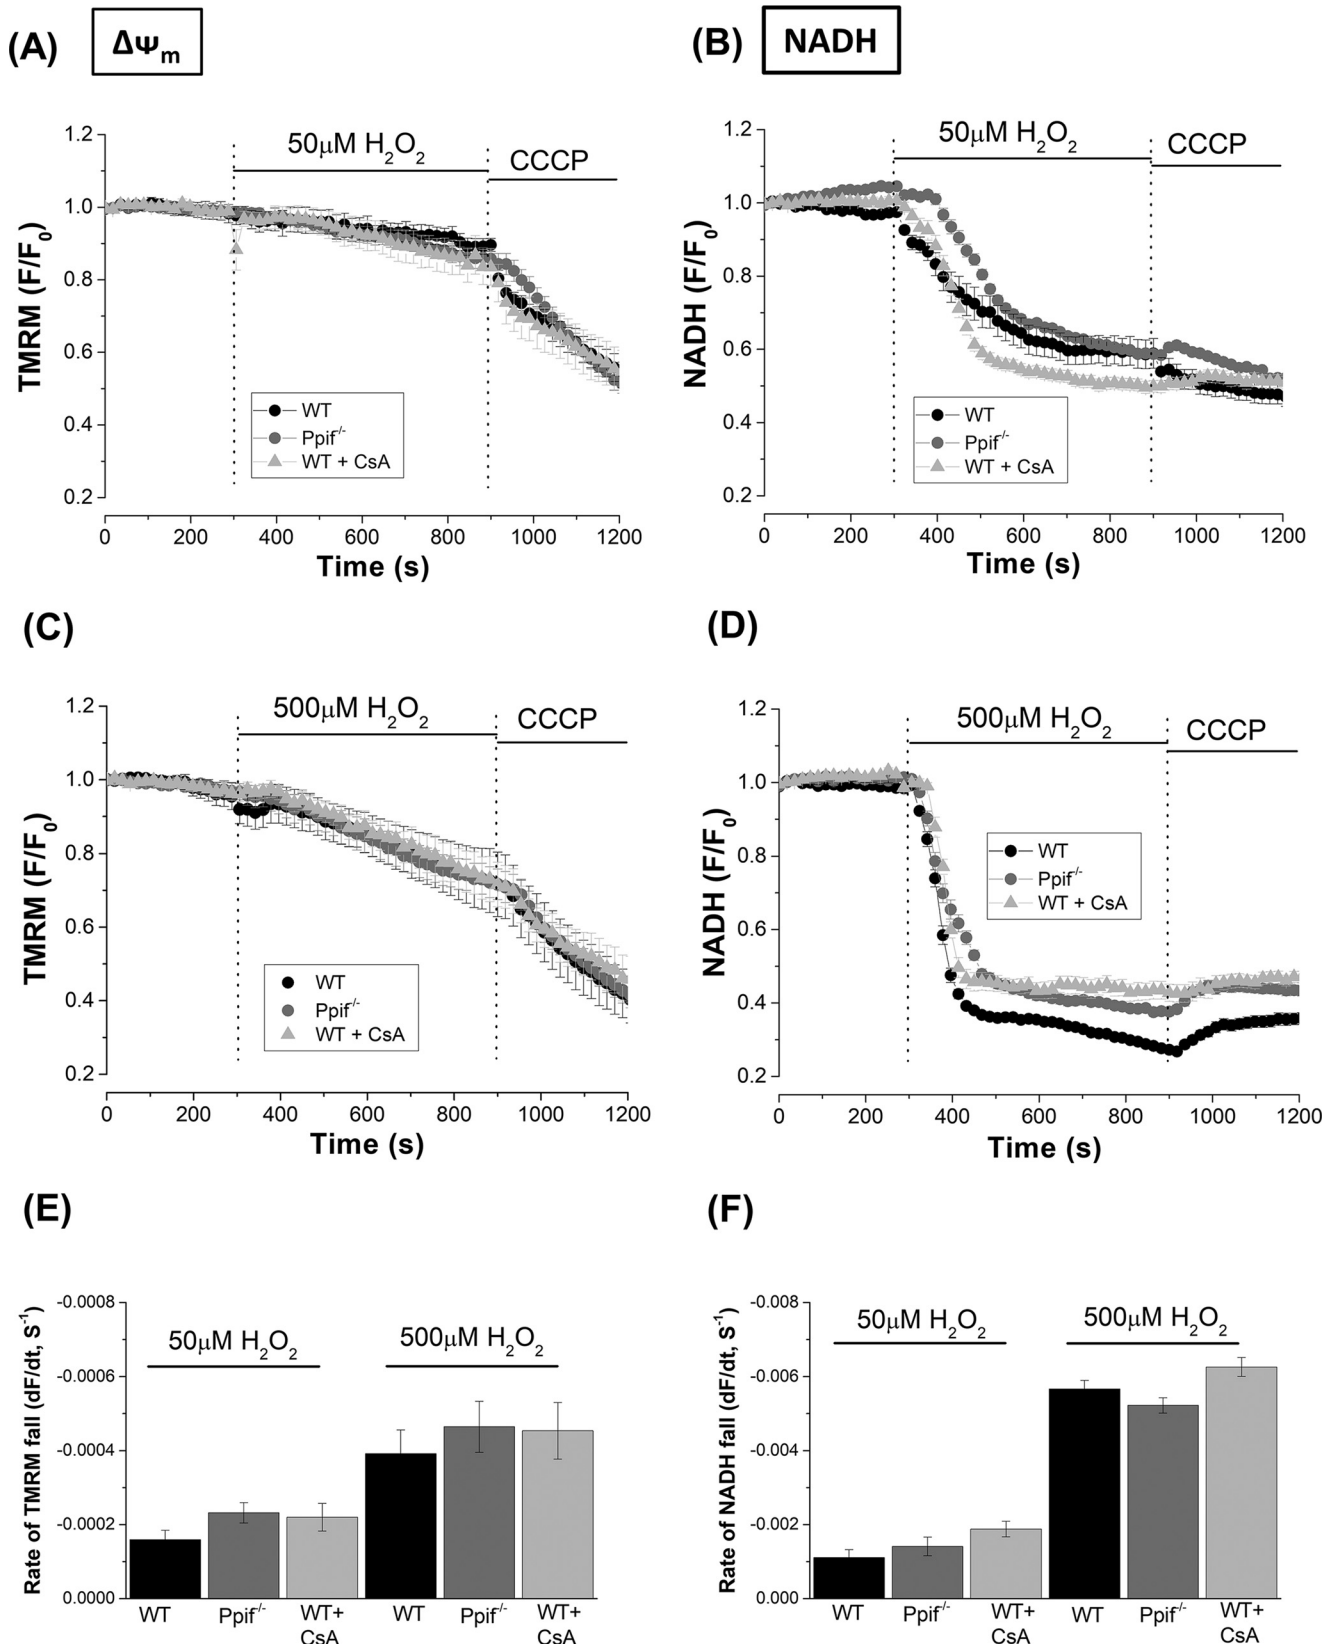 (A) Δψm
(B) NADH
50μM H2O2
CCCP
TMRM (F/F0)
1.2
1.0
0.8
0.6
0.4
0.2
WT
Ppif-/-
WT + CsA
0 200 400 600 800 1000 1200
Time (s)
50μM H2O2
CCCP
NADH (F/F0)
1.2
1.0
0.8
0.6
0.4
0.2
WT
Ppif-/-
WT + CsA
0 200 400 600 800 1000 1200
Time (s)
(C)
500μM H2O2
CCCP
TMRM (F/F0)
1.2
1.0
0.8
0.6
0.4
0.2
WT
Ppif-/-
WT + CsA
0 200 400 600 800 1000 1200
Time (s)
(D)
500μM H2O2
CCCP
NADH (F/F0)
1.2
1.0
0.8
0.6
0.4
0.2
WT
Ppif-/-
WT + CsA
0 200 400 600 800 1000 1200
Time (s)
(E)
Rate of TMRM fall (dF/dt, s-1)
-0.0008
-0.0006
-0.0004
-0.0002
0.0000
50μM H2O2
500μM H2O2
WT Ppif-/- WT+ WT Ppif-/- WT+
CsA CsA
(F)
Rate of NADH fall (dF/dt, s-1)
-0.008
-0.006
-0.004
-0.002
0.000
50μM H2O2
500μM H2O2
WT Ppif-/- WT+ WT Ppif-/- WT+
CsA CsA